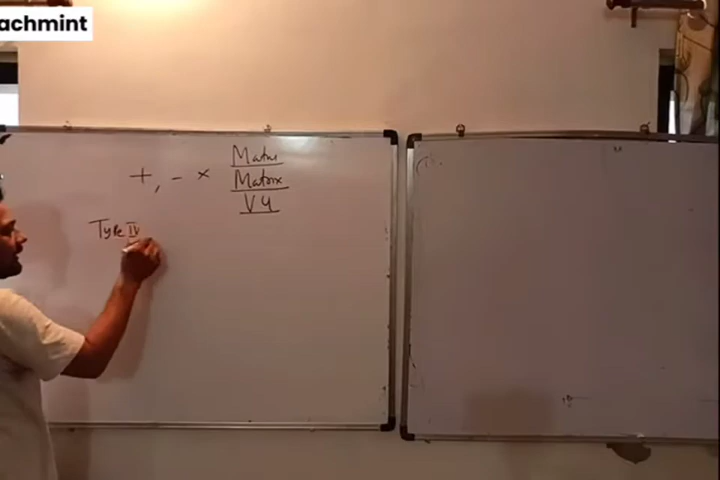 achmint
+, - × Matrix
Matrix
V4
Type IV